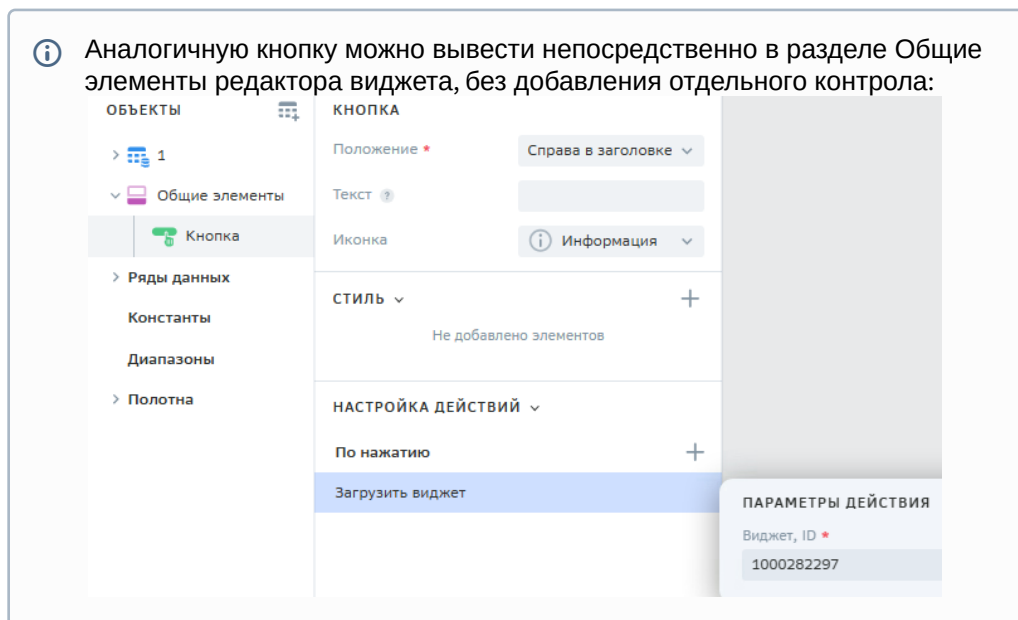 Аналогичную кнопку можно вывести непосредственно в разделе Общие
элементы редактора виджета, без добавления отдельного контрола:
ОБЪЕКТЫ
КНОПКА
1
Положение *
Справа в заголовке
Общие элементы
Текст ?
Кнопка
Иконка
Информация
Ряды данных
СТИЛЬ
Константы
Не добавлено элементов
Диапазоны
Полотна
НАСТРОЙКА ДЕЙСТВИЙ
По нажатию
Загрузить виджет
ПАРАМЕТРЫ ДЕЙСТВИЯ
Виджет, ID *
1000282297